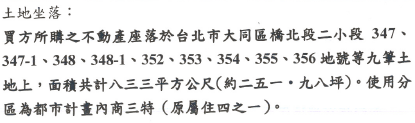 土地坐落：
買方所購之不動產座落於台北市大同區橋北段二小段 347、
347-1、348、348-1、352、353、354、355、356 地號等九筆土
地上，面積共計八三三平方公尺(約二五一・九八坪)。使用分
區為都市計畫內商三特（原屬住四之一）。